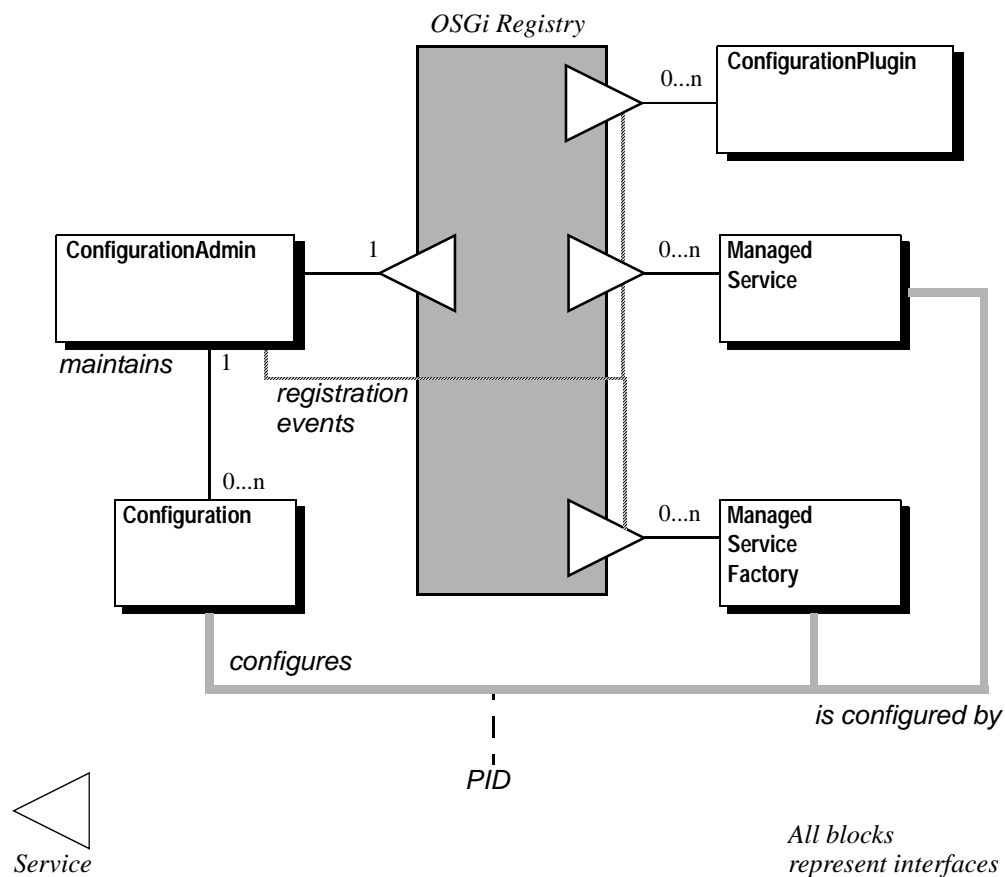 OSGi Registry
0...n
ConfigurationPlugin
ConfigurationAdmin
1
0...n
Managed
Service
maintains
1
registration
events
0...n
Configuration
0...n
Managed
Service
Factory
configures
is configured by
PID
Service
All blocks
represent interfaces